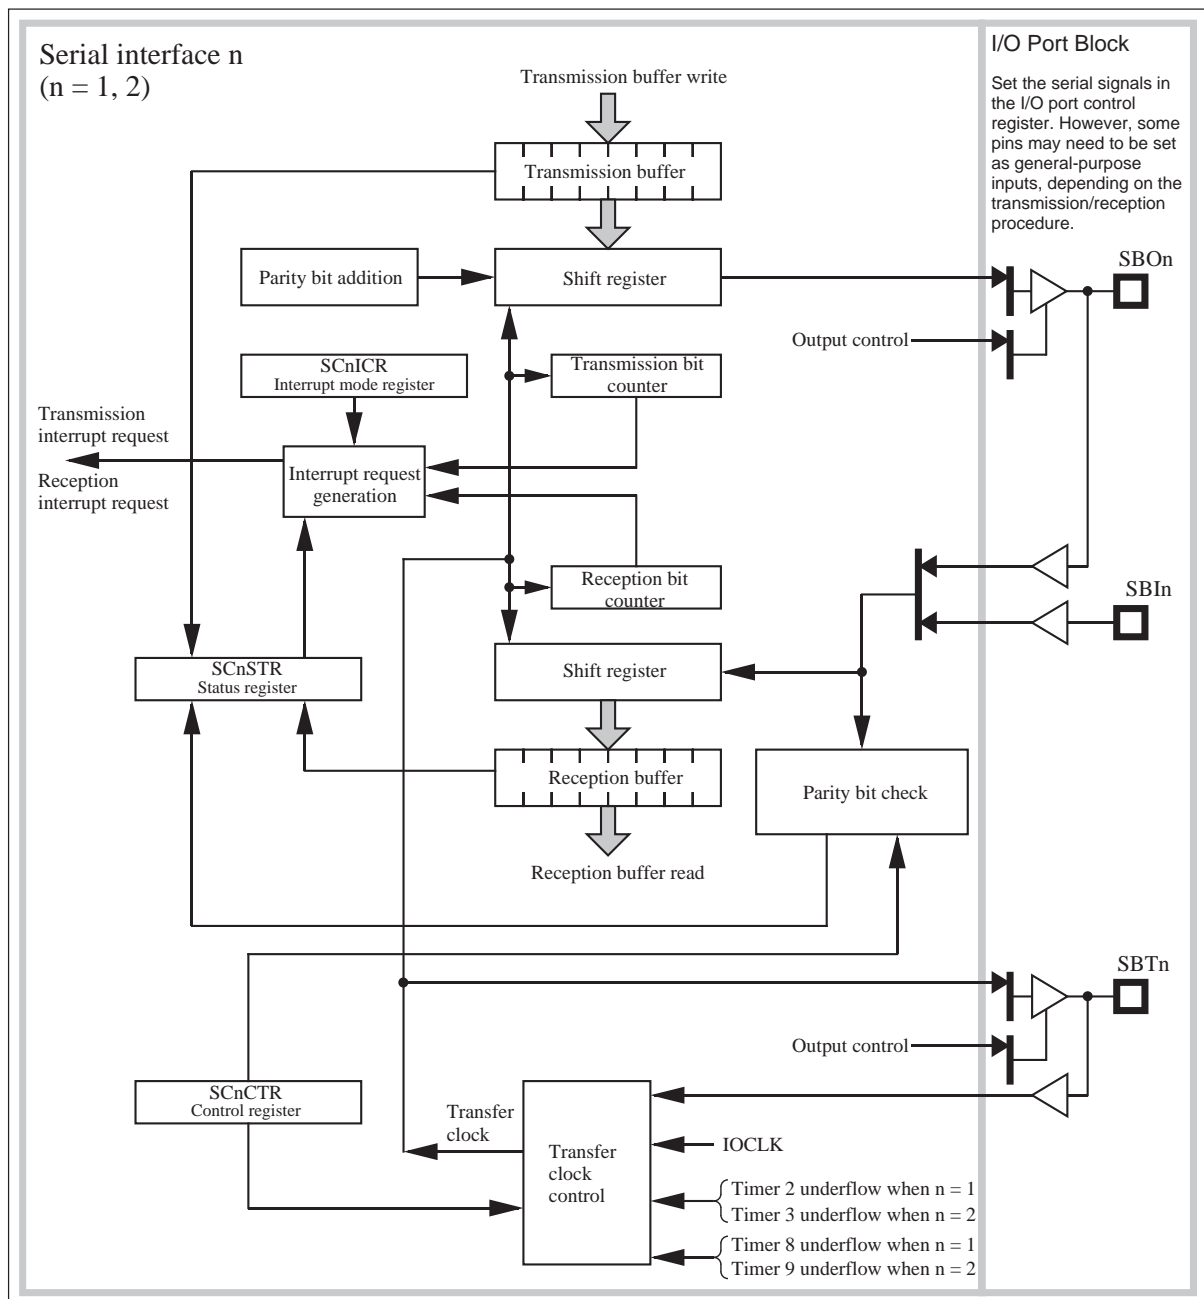 Serial interface n
(n = 1, 2)
I/O Port Block
Set the serial signals in
the I/O port control
register. However, some
pins may need to be set
as general-purpose
inputs, depending on the
transmission/reception
procedure.
Transmission buffer write
Transmission buffer
Parity bit addition
Shift register
SBOn
Output control
SCnICR
Interrupt mode register
Transmission bit
counter
Transmission
interrupt request
Reception
interrupt request
Interrupt request
generation
Reception bit
counter
SBIn
SCnSTR
Status register
Shift register
Reception buffer
Parity bit check
Reception buffer read
SBTn
Output control
SCnCTR
Control register
Transfer
clock
Transfer
clock
control
IOCLK
Timer 2 underflow when n = 1
Timer 3 underflow when n = 2
Timer 8 underflow when n = 1
Timer 9 underflow when n = 2